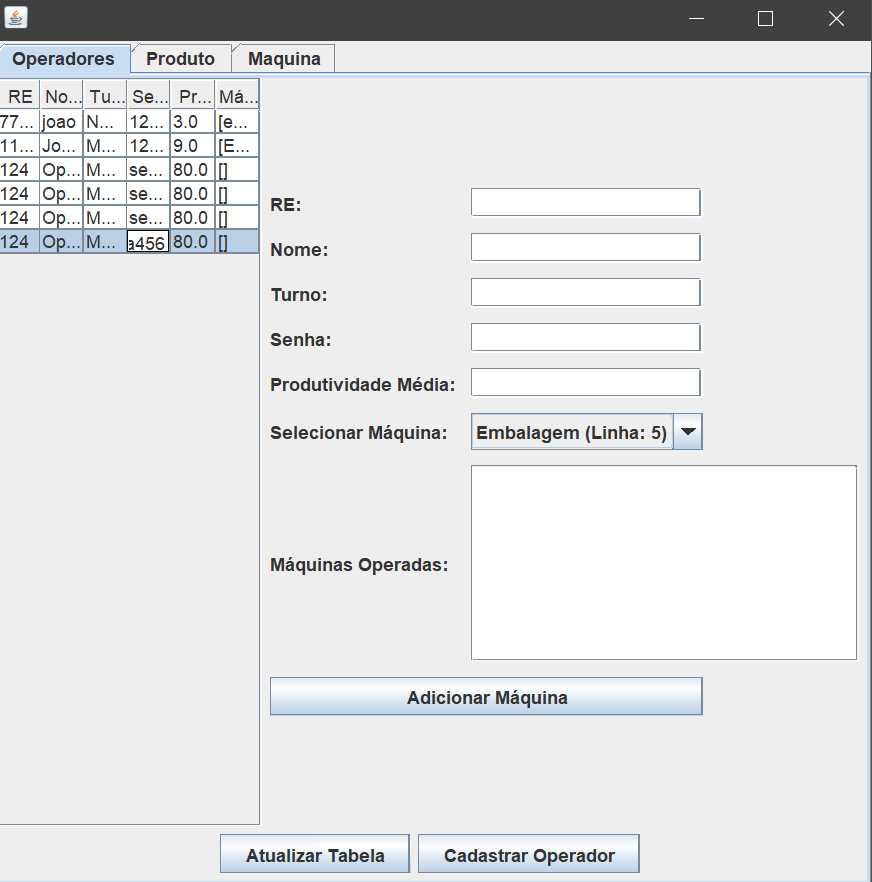 Operadores Produto Maquina
RE No... Tu... Se... Pr... Má...
77... joao N... 12... 3.0 [e...
11... Jo... M... 12... 9.0 [E...
124 Op... M... se... 80.0 []
124 Op... M... se... 80.0 []
124 Op... M... se... 80.0 []
124 Op... M... a456 80.0 []
RE:
Nome:
Turno:
Senha:
Produtividade Média:
Selecionar Máquina: Embalagem (Linha: 5)
Máquinas Operadas:
Adicionar Máquina
Atualizar Tabela Cadastrar Operador